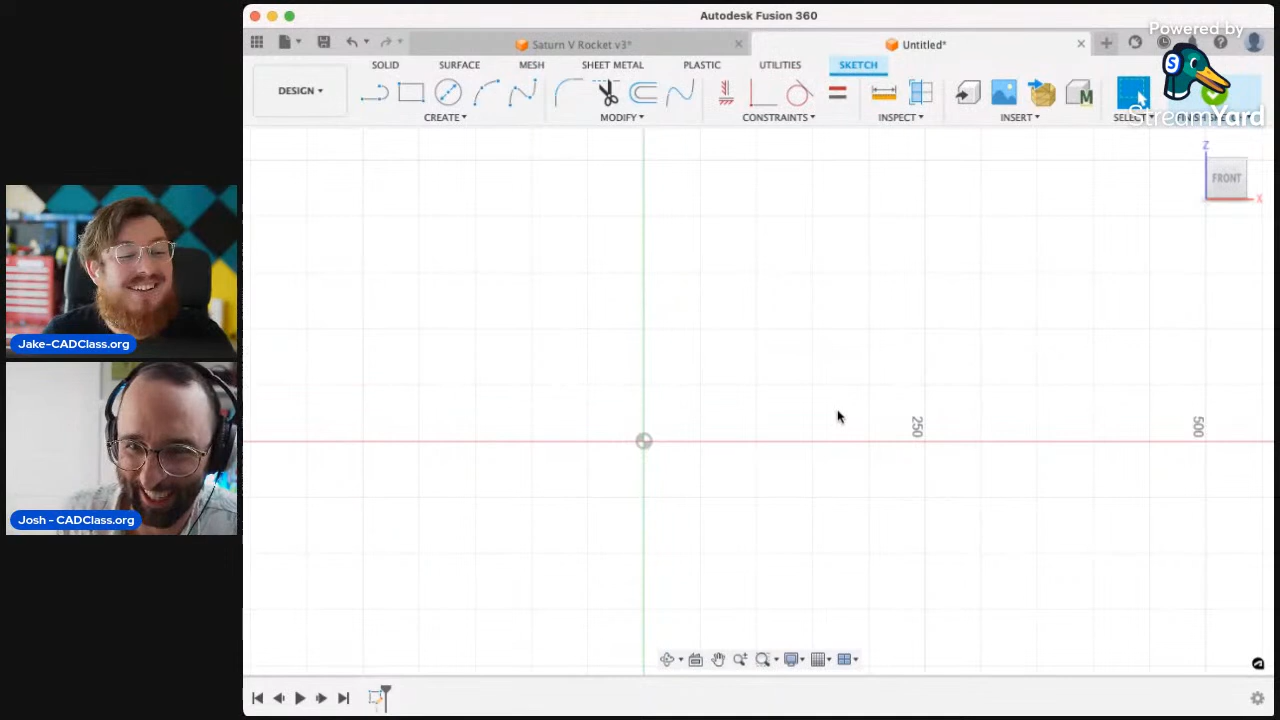 Autodesk Fusion 360
Powered by
Saturn V Rocket v3*
Untitled*
S
StreamYard
SOLID
SURFACE
MESH
SHEET METAL
PLASTIC
UTILITIES
SKETCH
DESIGN
CREATE
MODIFY
CONSTRAINTS
INSPECT
INSERT
SELECT
M
Z
FRONT
X
Jake-CADClass.org
250
500
Josh - CADClass.org